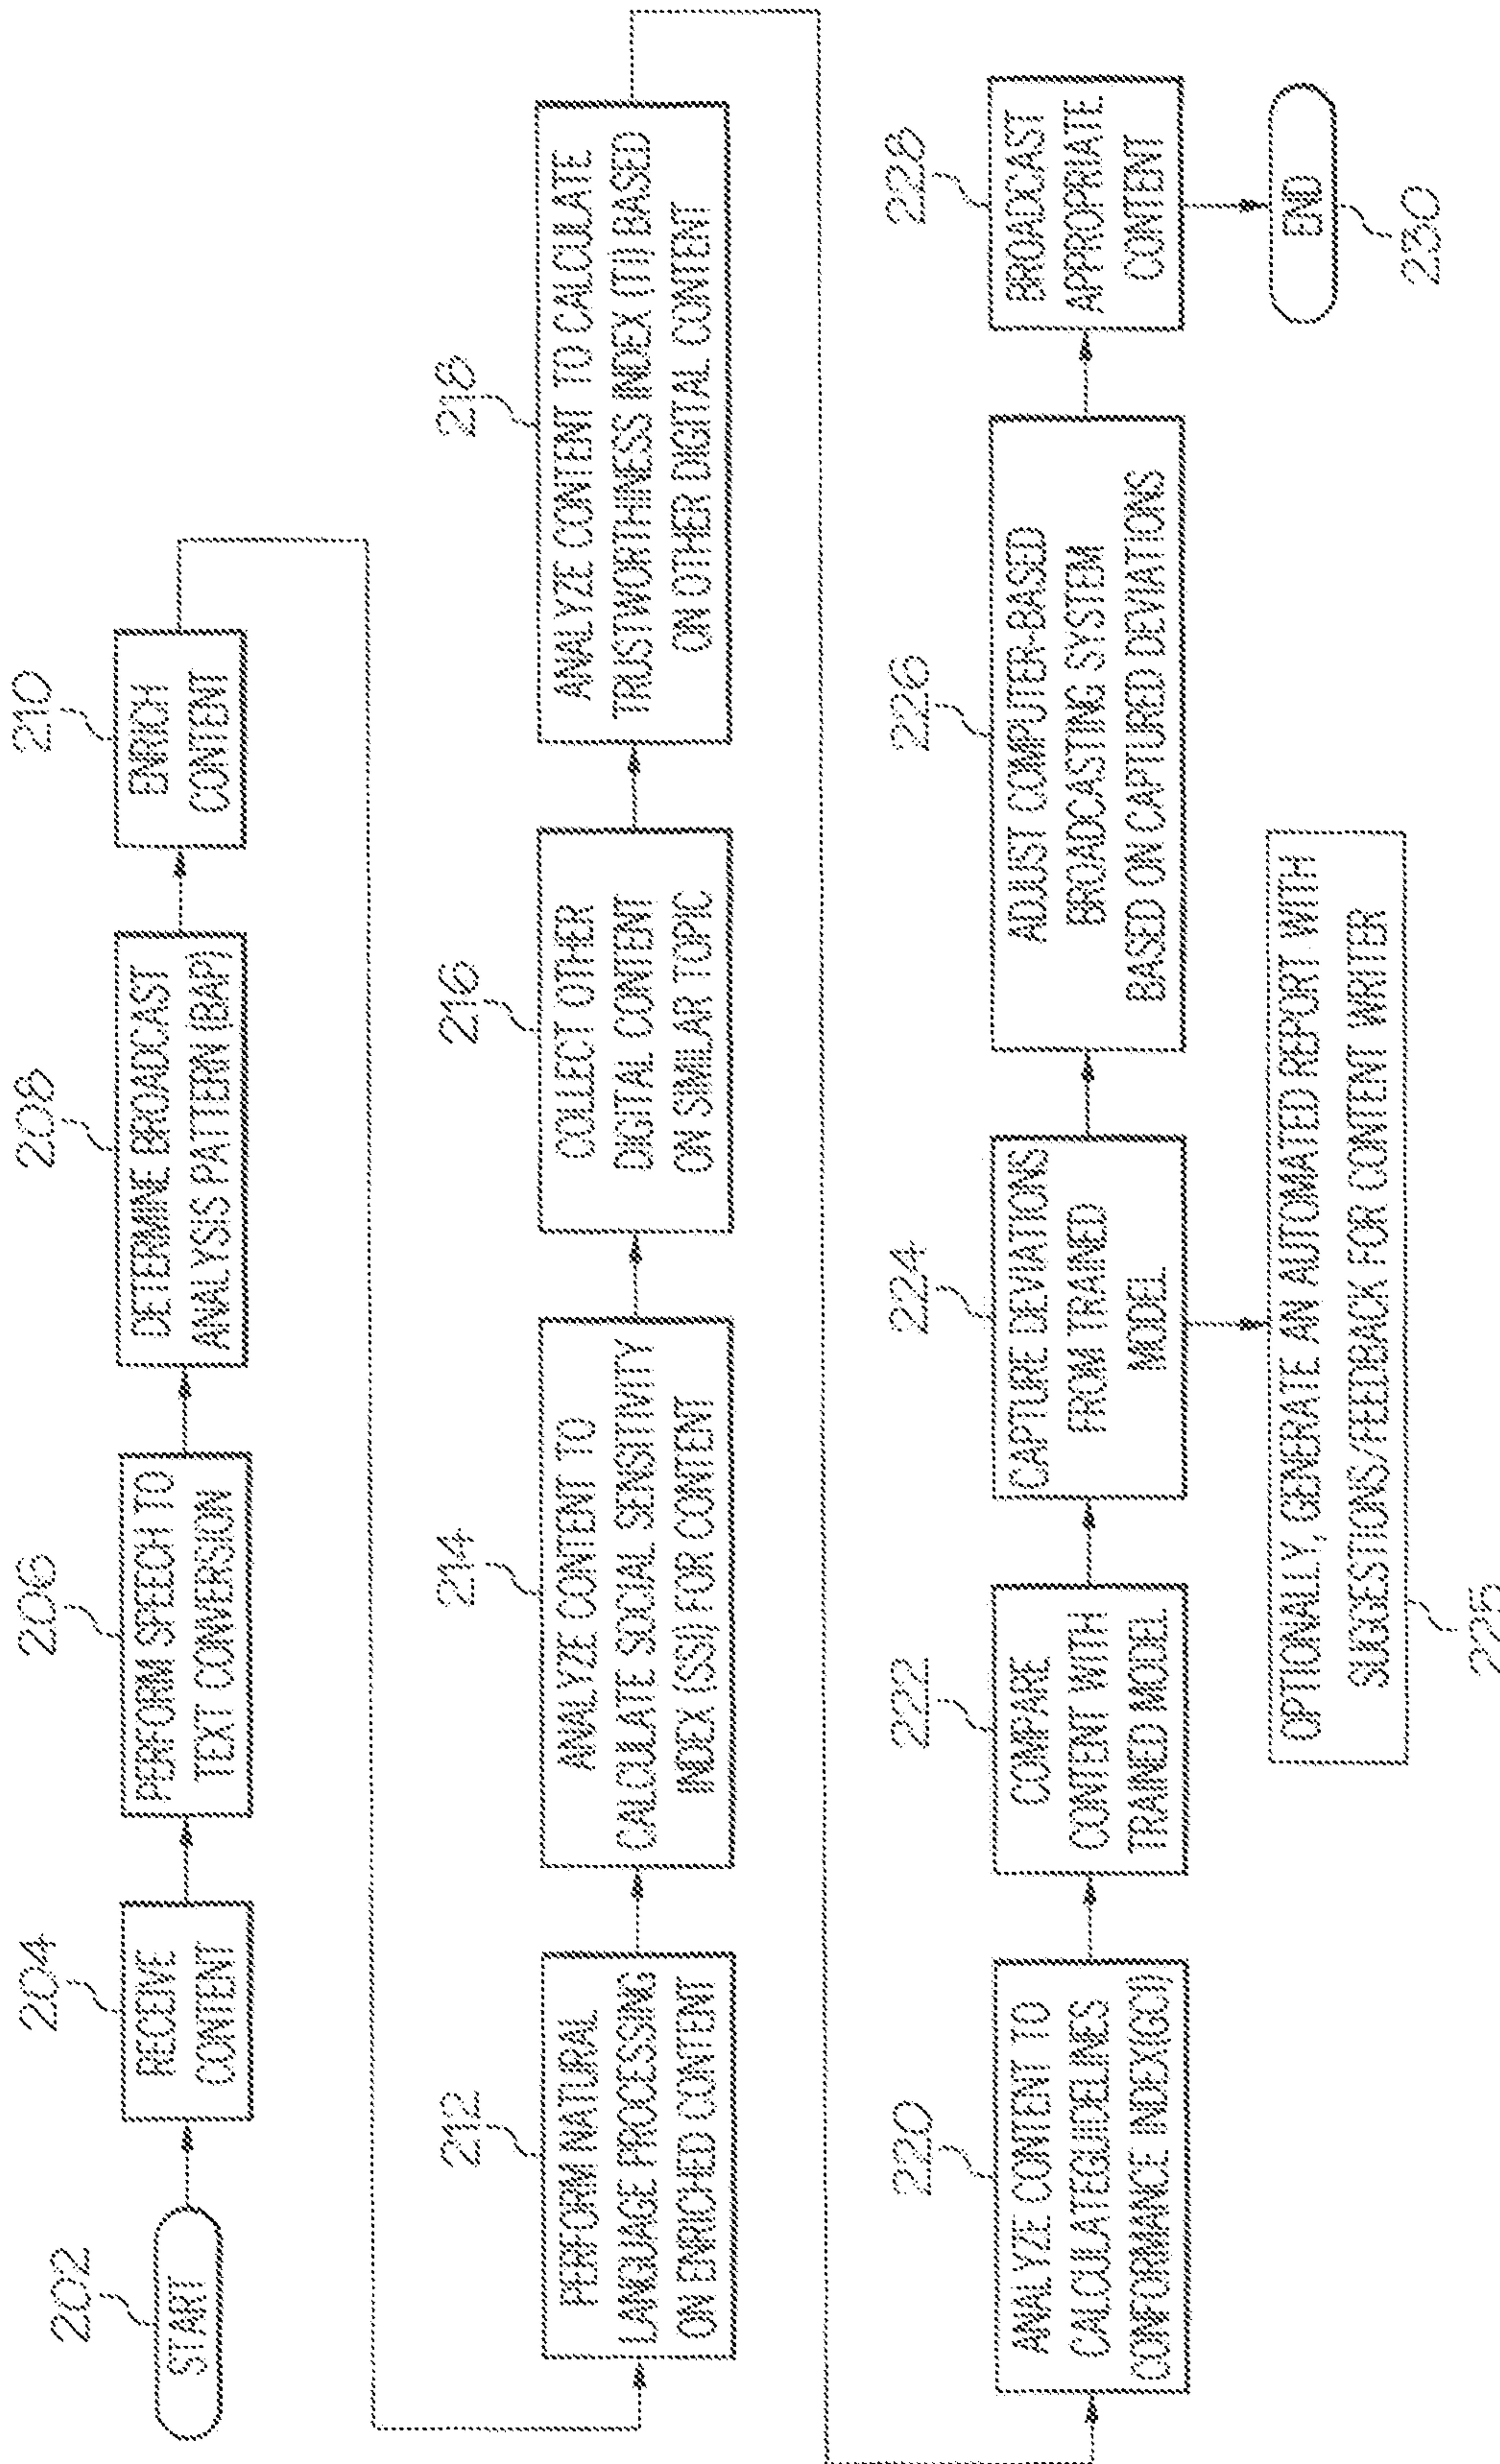 202
START
204
RECEIVE
CONTENT
206
PERFORM SPEECH TO
TEXT CONVERSION
208
DETERMINE BROADCAST
ANALYSIS PATTERN (BAP)
210
ENRICH
CONTENT
212
PERFORM NATURAL
LANGUAGE PROCESSING
ON ENRICHED CONTENT
214
ANALYZE CONTENT TO
CALCULATE SOCIAL SENSITIVITY
INDEX (SSI) FOR CONTENT
216
COLLECT OTHER
DIGITAL CONTENT
ON SIMILAR TOPIC
218
ANALYZE CONTENT TO CALCULATE
TRUSTWORTHINESS INDEX (TI) BASED
ON OTHER DIGITAL CONTENT
220
ANALYZE CONTENT TO
CALCULATEGUIDELINES
CONFORMANCE INDEX(GCI)
222
COMPARE
CONTENT WITH
TRAINED MODEL
224
CAPTURE DEVIATIONS
FROM TRAINED
MODEL
226
ADJUST COMPUTER-BASED
BROADCASTING SYSTEM
BASED ON CAPTURED DEVIATIONS
228
BROADCAST
APPROPRIATE
CONTENT
OPTIONALLY, GENERATE AN AUTOMATED REPORT WITH
SUGGESTIONS/FEEDBACK FOR CONTENT WRITER
225
END
230